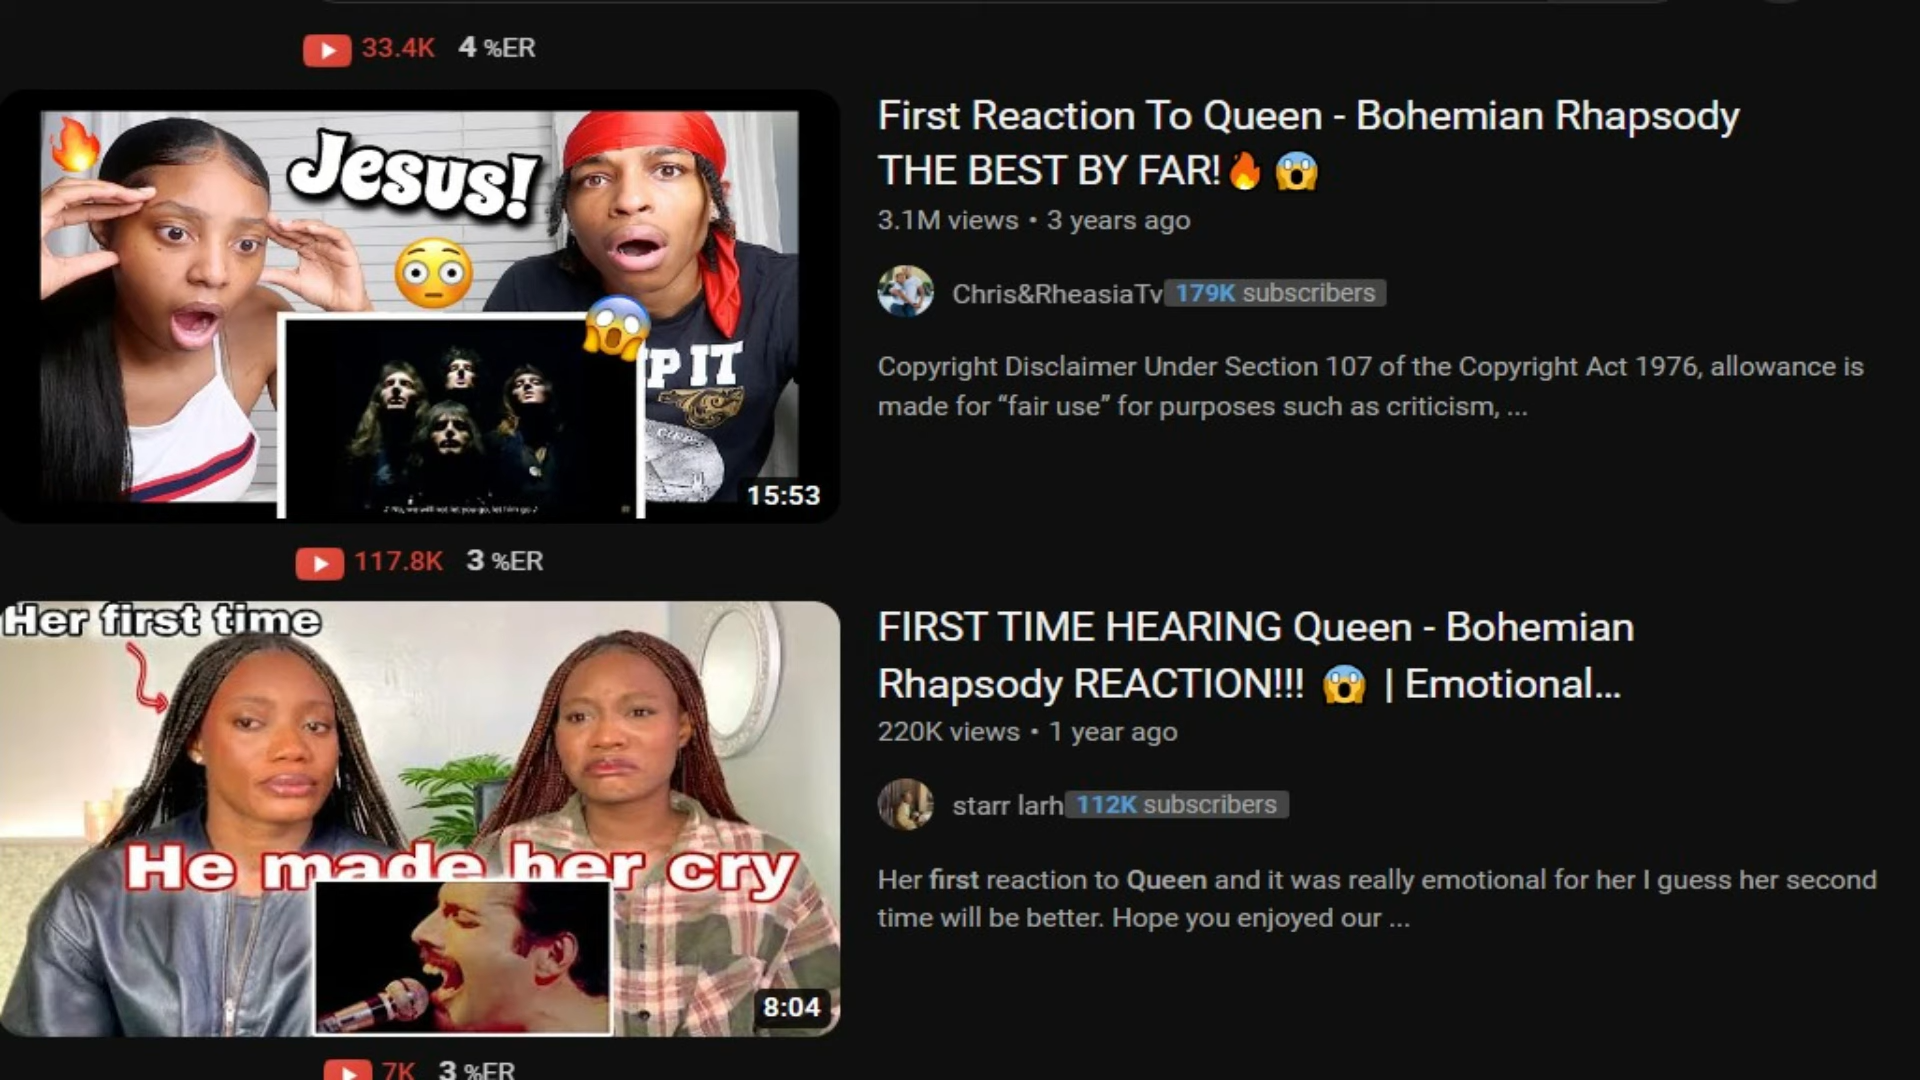 33.4K 4 %ER
Jesus!
P IT
15:53
First Reaction To Queen - Bohemian Rhapsody
THE BEST BY FAR!🔥😱
3.1M views • 3 years ago
Chris&RheasiaTv 179K subscribers
Copyright Disclaimer Under Section 107 of the Copyright Act 1976, allowance is
made for “fair use” for purposes such as criticism, ...
117.8K 3 %ER
Her first time
He made her cry
8:04
FIRST TIME HEARING Queen - Bohemian
Rhapsody REACTION!!! 😱 | Emotional...
220K views • 1 year ago
starr larh 112K subscribers
Her first reaction to Queen and it was really emotional for her I guess her second
time will be better. Hope you enjoyed our ...
7K 3 %ER